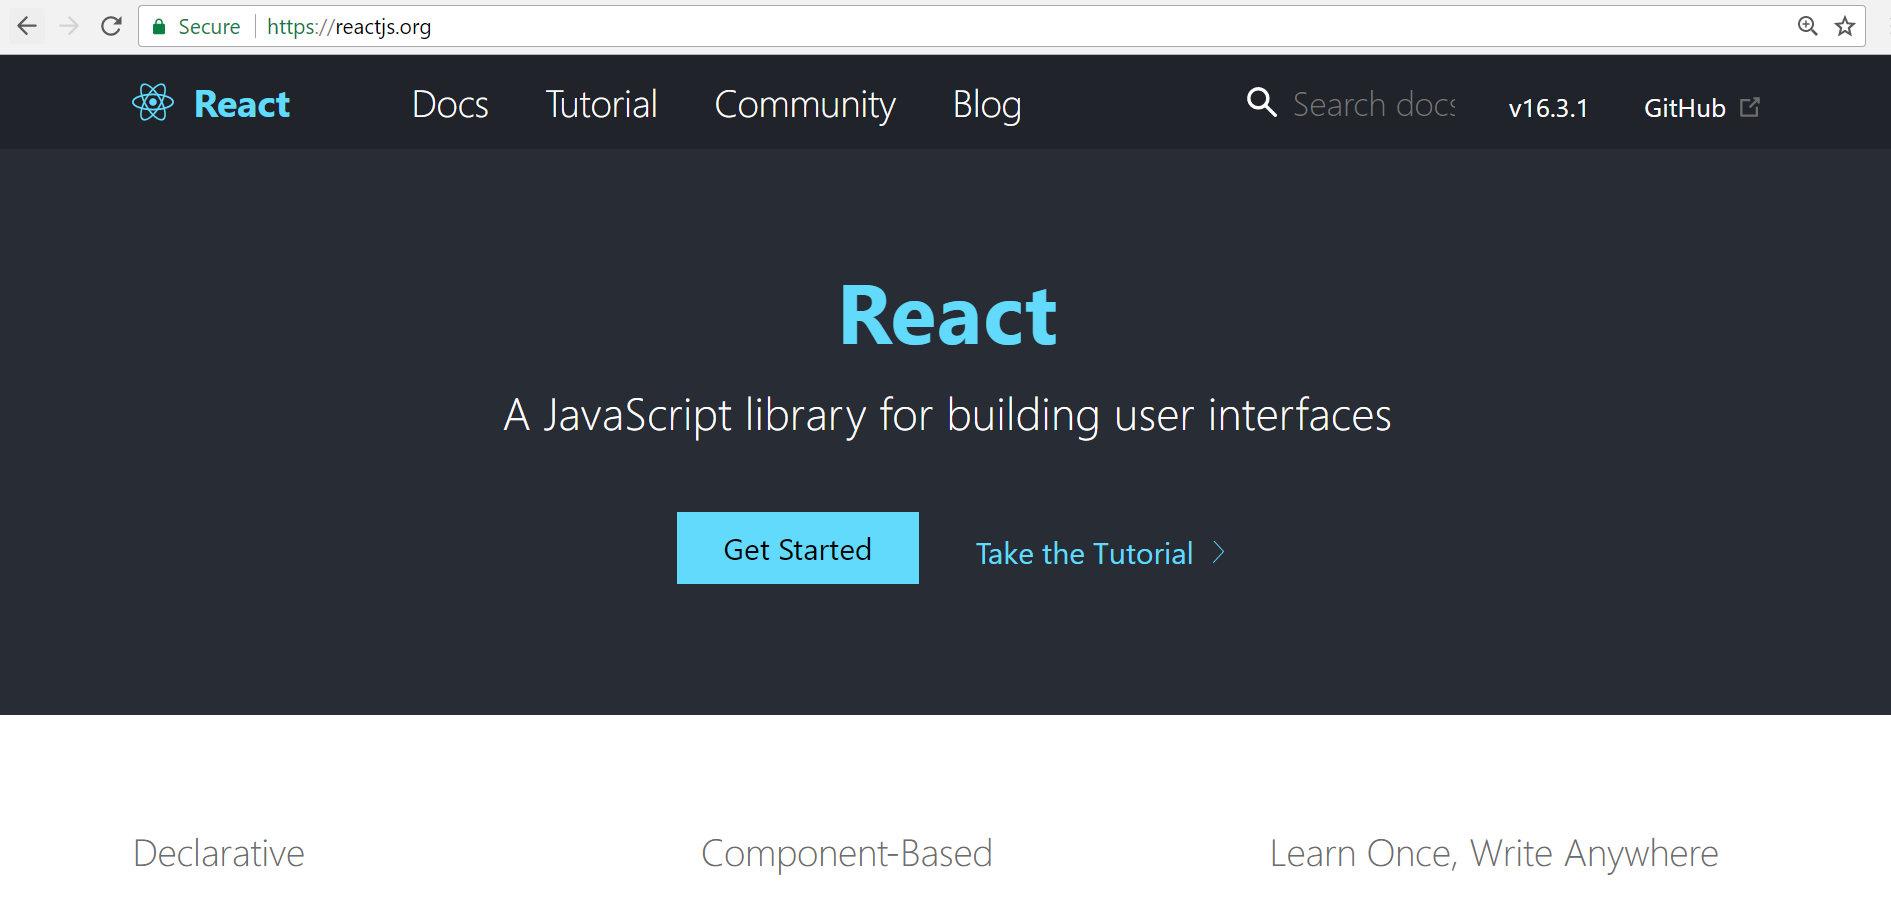 Secure https://reactjs.org
React Docs Tutorial Community Blog Search docs v16.3.1 GitHub
React
A JavaScript library for building user interfaces
Get Started Take the Tutorial
Declarative Component-Based Learn Once, Write Anywhere